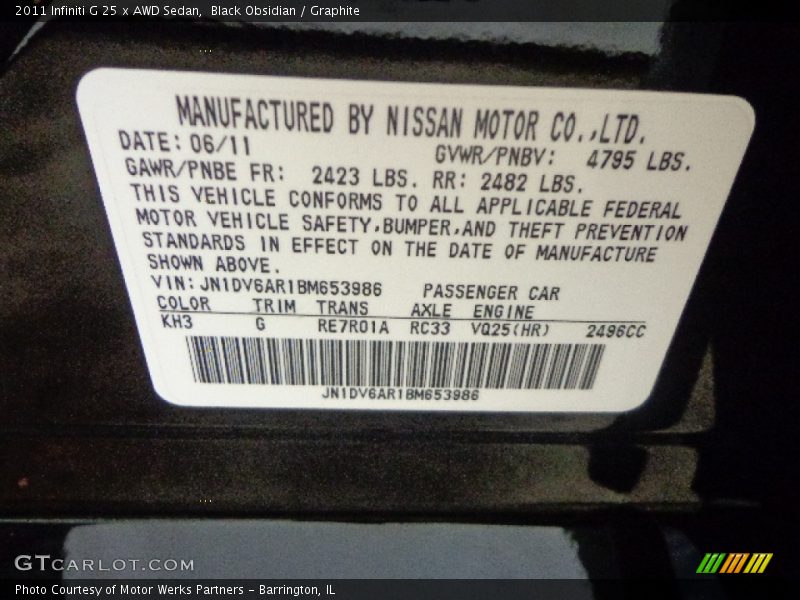 2011 Infiniti G 25 x AWD Sedan,  Black Obsidian / Graphite
MANUFACTURED BY NISSAN MOTOR CO.,LTD.
DATE: 06/11 GVWR/PNBV: 4795 LBS.
GAWR/PNBE FR: 2423 LBS. RR: 2482 LBS.
THIS VEHICLE CONFORMS TO ALL APPLICABLE FEDERAL
MOTOR VEHICLE SAFETY,BUMPER,AND THEFT PREVENTION
STANDARDS IN EFFECT ON THE DATE OF MANUFACTURE
SHOWN ABOVE.
VIN: JN1DV6AR1BM653986 PASSENGER CAR
COLOR TRIM TRANS AXLE ENGINE
KH3 G RE7R01A RC33 VQ25(HR) 2496CC
JN1DV6AR1BM653986
GTCARLOT.COM
Photo Courtesy of Motor Werks Partners - Barrington, IL